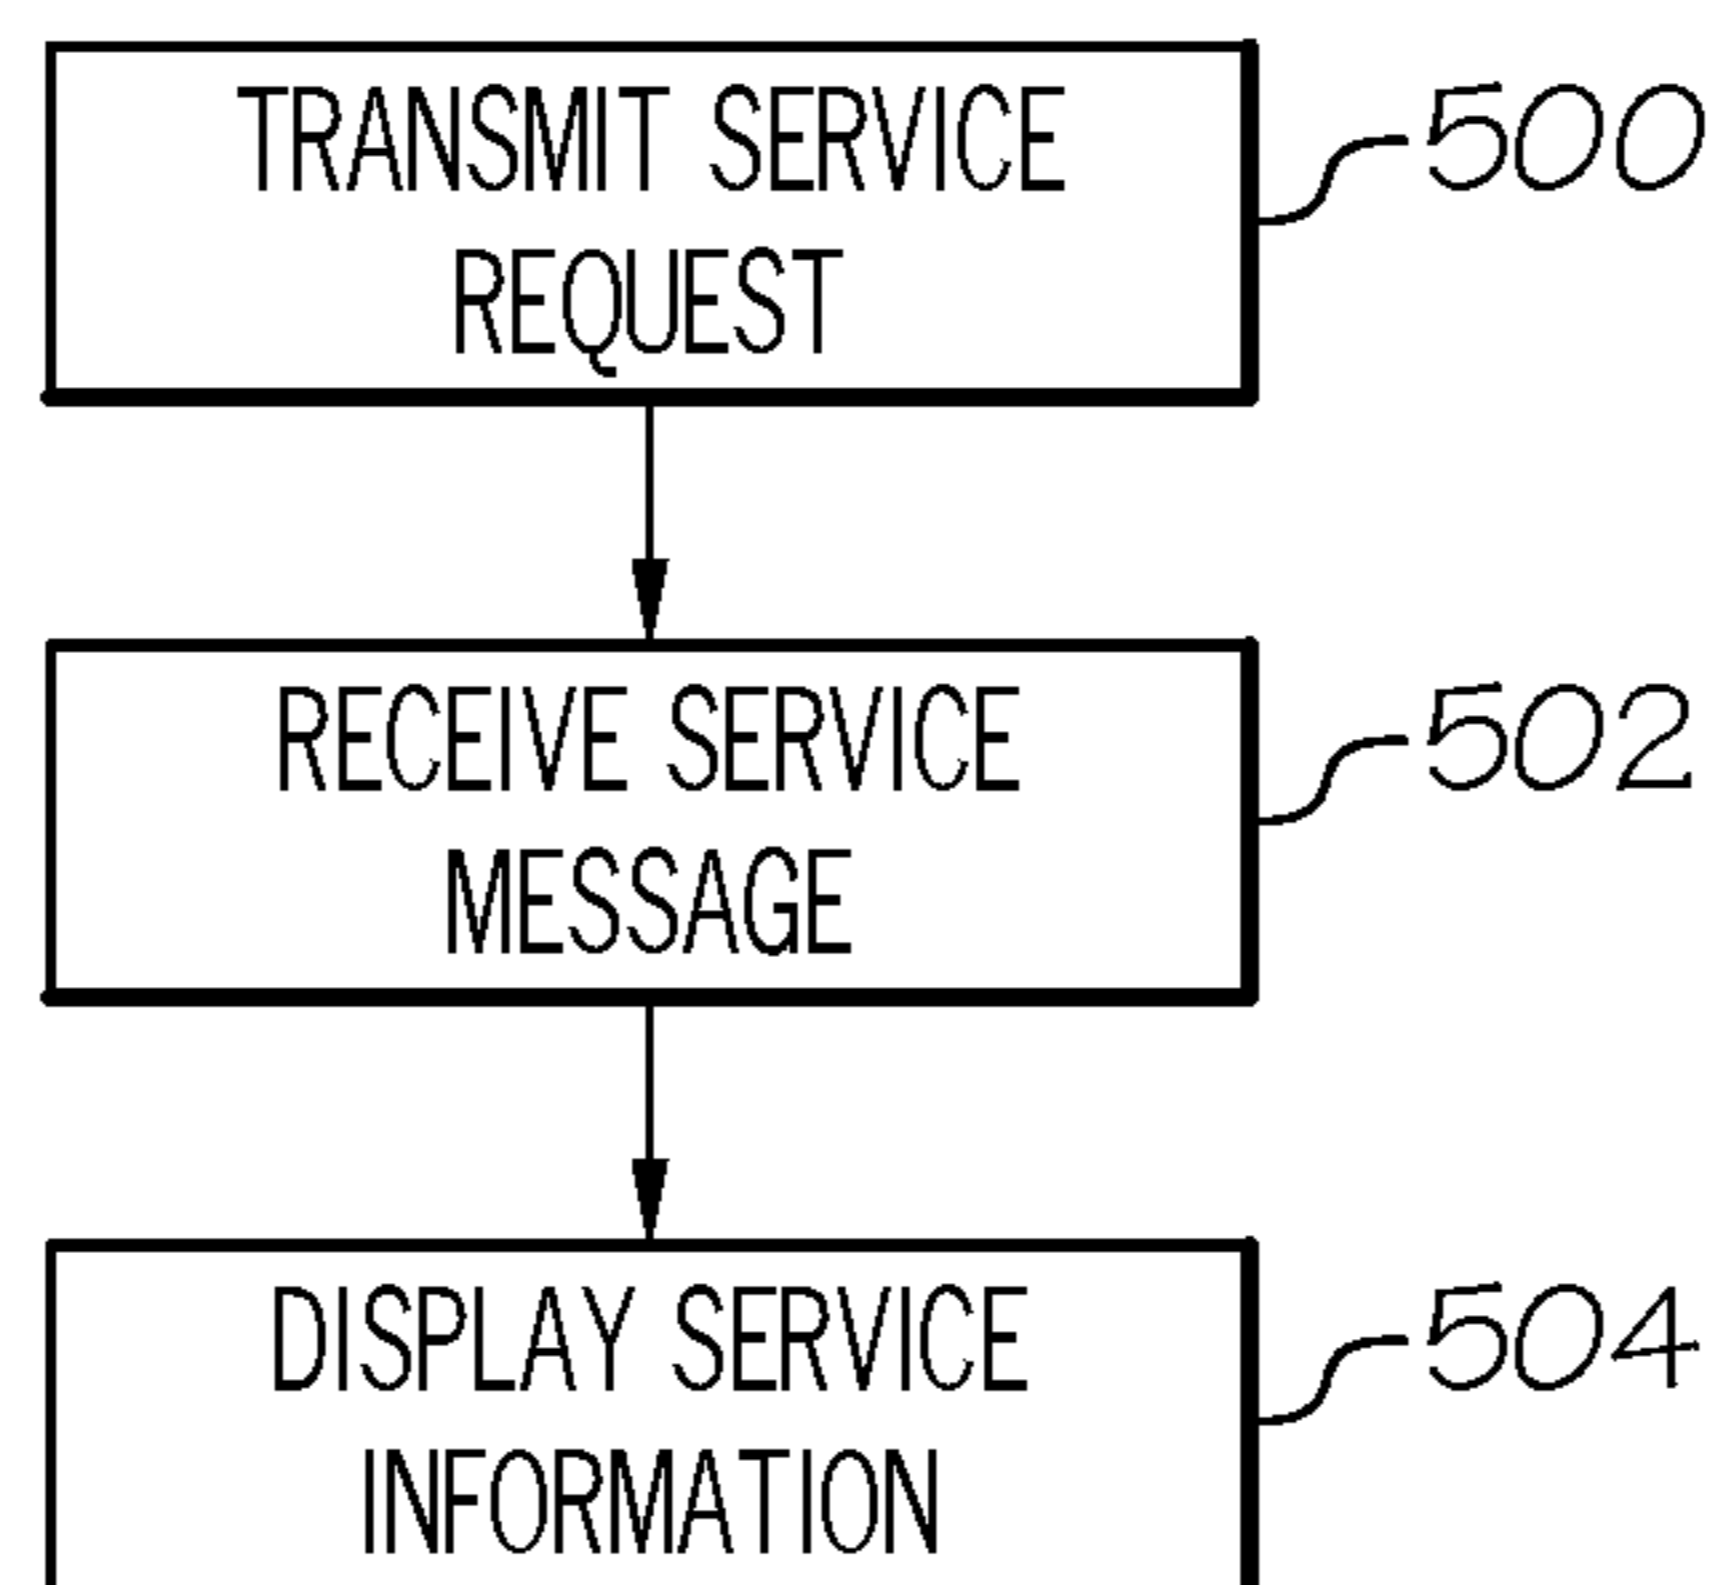 TRANSMIT SERVICE
REQUEST
500
RECEIVE SERVICE
MESSAGE
502
DISPLAY SERVICE
INFORMATION
504